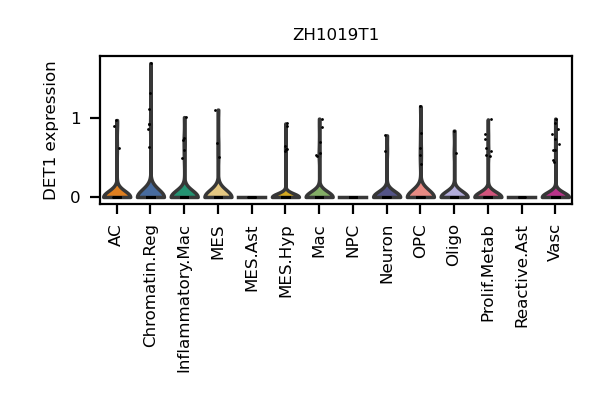 ZH1019T1
DET1 expression
1
0
AC
Chromatin.Reg
Inflammatory.Mac
MES
MES.Ast
MES.Hyp
Mac
NPC
Neuron
OPC
Oligo
Prolif.Metab
Reactive.Ast
Vasc